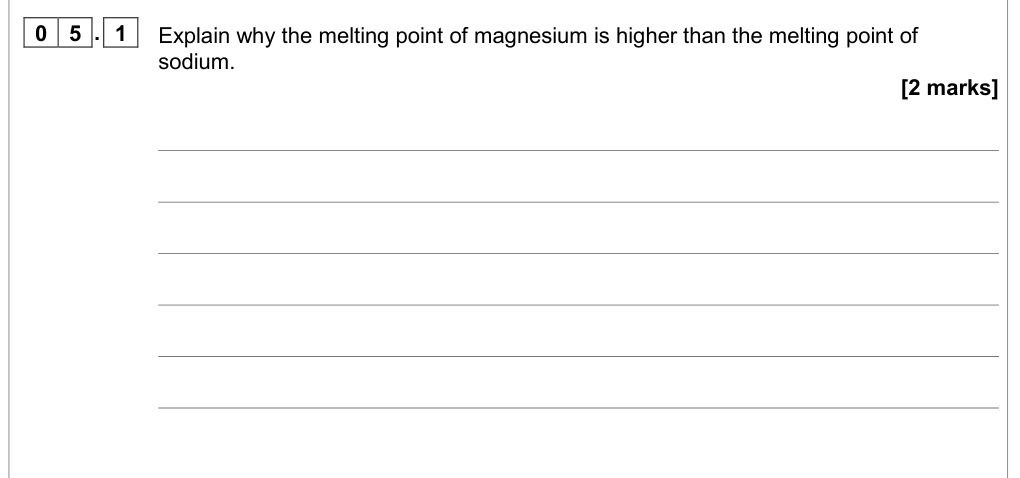 0 5 . 1 Explain why the melting point of magnesium is higher than the melting point of
sodium.
[2 marks]